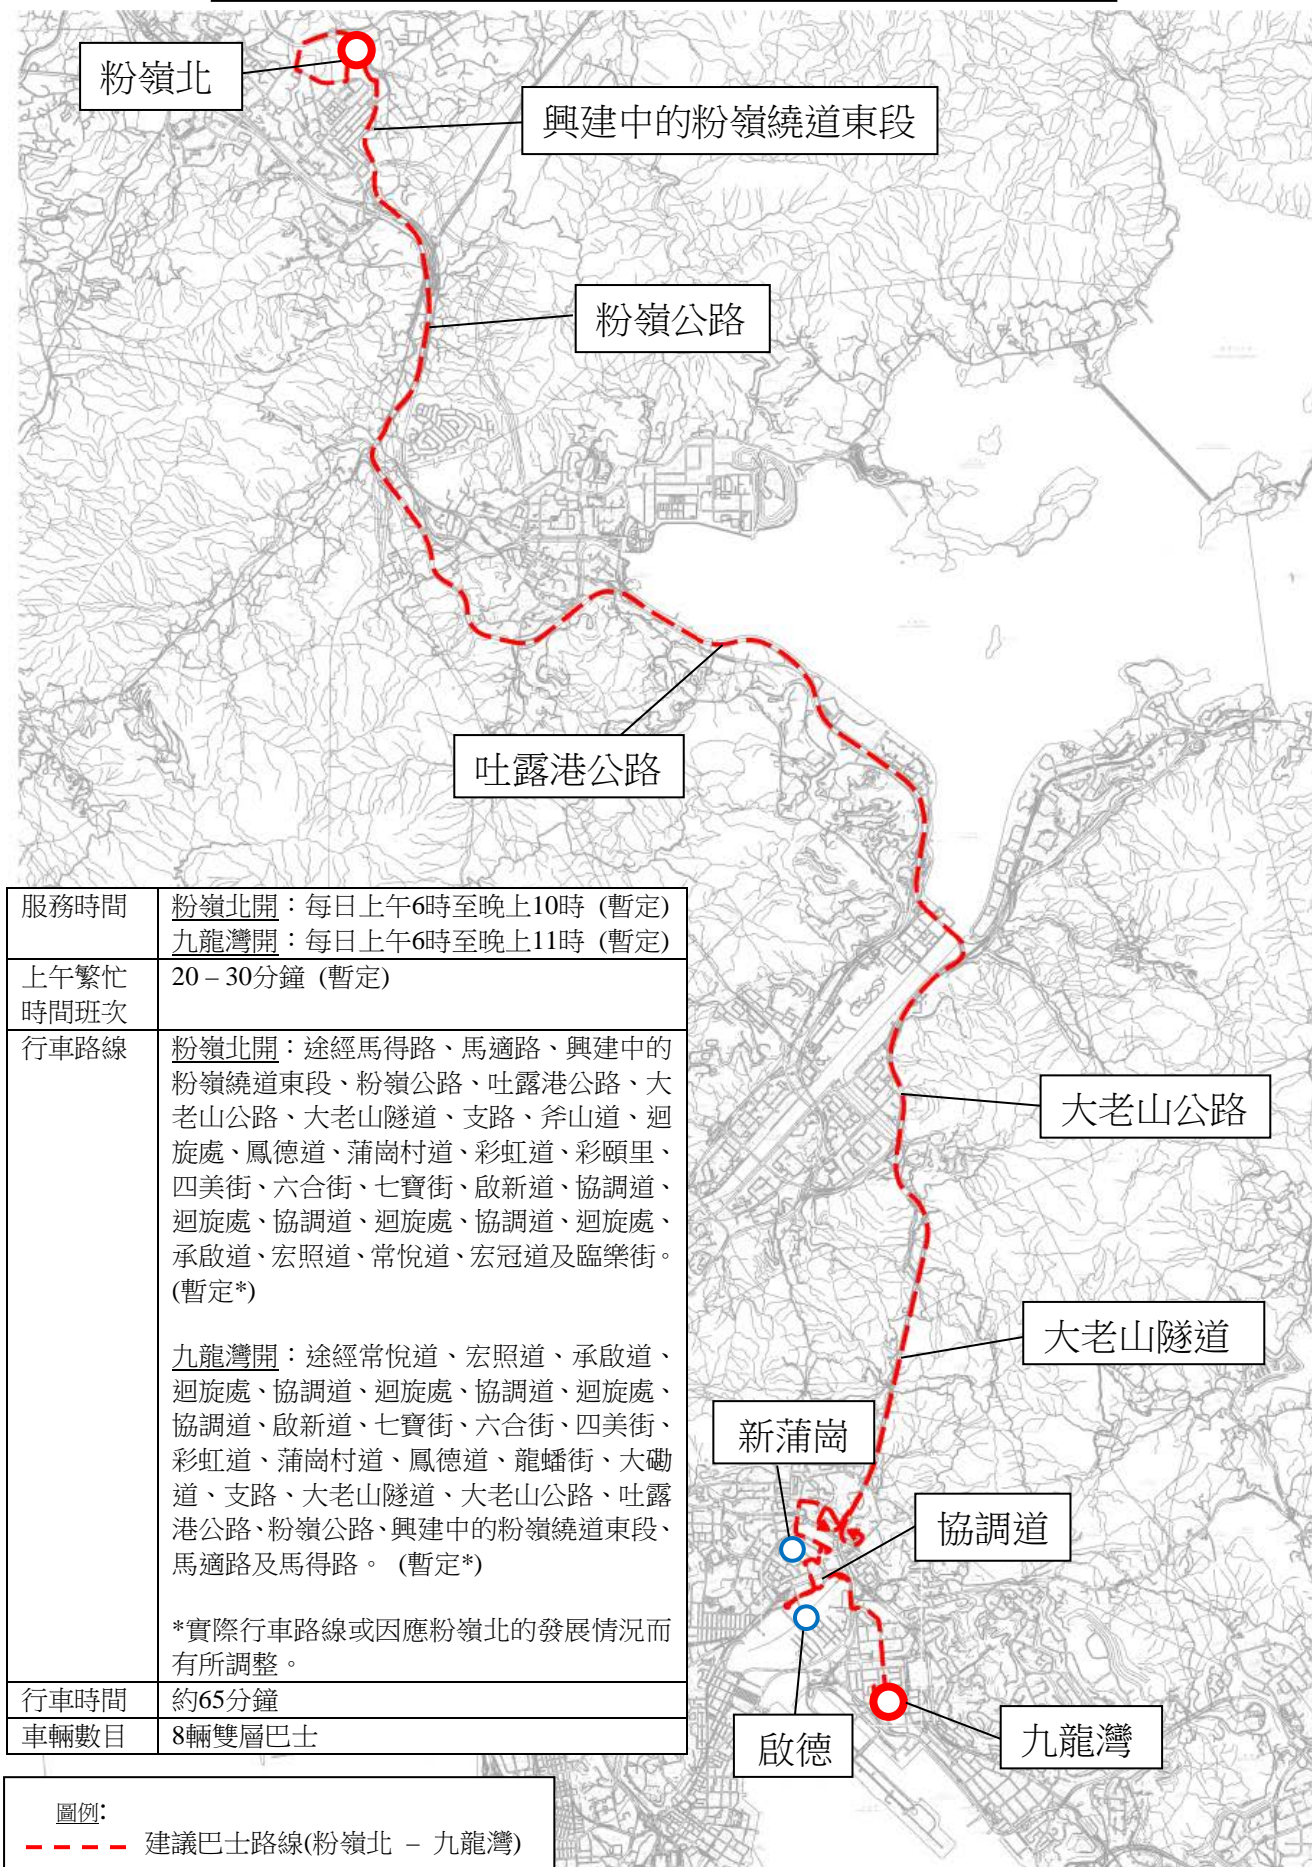 粉嶺北
興建中的粉嶺繞道東段
粉嶺公路
吐露港公路
服務時間
粉嶺北開：每日上午6時至晚上10時 (暫定)
九龍灣開：每日上午6時至晚上11時 (暫定)
上午繁忙
時間班次
20 – 30分鐘 (暫定)
行車路線
粉嶺北開：途經馬得路、馬適路、興建中的
粉嶺繞道東段、粉嶺公路、吐露港公路、大
老山公路、大老山隧道、支路、斧山道、迴
旋處、鳳德道、蒲崗村道、彩虹道、彩頤里、
四美街、六合街、七寶街、啟新道、協調道、
迴旋處、協調道、迴旋處、協調道、迴旋處、
承啟道、宏照道、常悅道、宏冠道及臨樂街。
(暫定*)
九龍灣開：途經常悅道、宏照道、承啟道、
迴旋處、協調道、迴旋處、協調道、迴旋處、
協調道、啟新道、七寶街、六合街、四美街、
彩虹道、蒲崗村道、鳳德道、龍蟠街、大磡
道、支路、大老山隧道、大老山公路、吐露
港公路、粉嶺公路、興建中的粉嶺繞道東段、
馬適路及馬得路。 (暫定*)
*實際行車路線或因應粉嶺北的發展情況而
有所調整。
行車時間
約65分鐘
車輛數目
8輛雙層巴士
大老山公路
大老山隧道
新蒲崗
協調道
啟德
九龍灣
圖例:
建議巴士路線(粉嶺北 – 九龍灣)